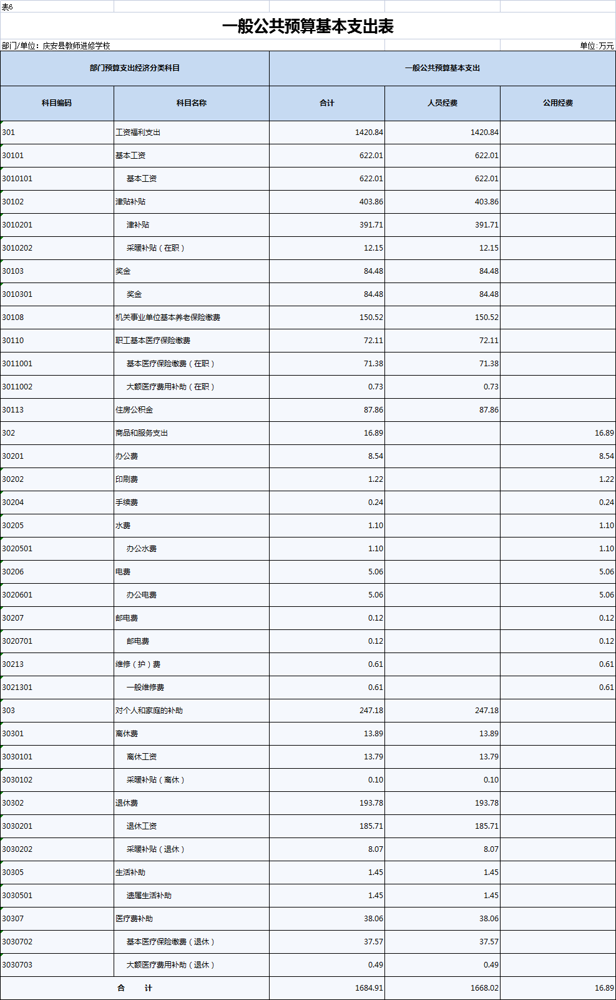 表6
一般公共预算基本支出表
部门/单位：庆安县教师进修学校 单位:万元
部门预算支出经济分类科目 一般公共预算基本支出
科目编码 科目名称 合计 人员经费 公用经费
301 工资福利支出 1420.84 1420.84
30101 基本工资 622.01 622.01
3010101 基本工资 622.01 622.01
30102 津贴补贴 403.86 403.86
3010201 津补贴 391.71 391.71
3010202 采暖补贴（在职） 12.15 12.15
30103 奖金 84.48 84.48
3010301 奖金 84.48 84.48
30108 机关事业单位基本养老保险缴费 150.52 150.52
30110 职工基本医疗保险缴费 72.11 72.11
3011001 基本医疗保险缴费（在职） 71.38 71.38
3011002 大额医疗费用补助（在职） 0.73 0.73
30113 住房公积金 87.86 87.86
302 商品和服务支出 16.89 16.89
30201 办公费 8.54 8.54
30202 印刷费 1.22 1.22
30204 手续费 0.24 0.24
30205 水费 1.10 1.10
3020501 办公水费 1.10 1.10
30206 电费 5.06 5.06
3020601 办公电费 5.06 5.06
30207 邮电费 0.12 0.12
3020701 邮电费 0.12 0.12
30213 维修（护）费 0.61 0.61
3021301 一般维修费 0.61 0.61
303 对个人和家庭的补助 247.18 247.18
30301 离休费 13.89 13.89
3030101 离休工资 13.79 13.79
3030102 采暖补贴（离休） 0.10 0.10
30302 退休费 193.78 193.78
3030201 退休工资 185.71 185.71
3030202 采暖补贴（退休） 8.07 8.07
30305 生活补助 1.45 1.45
3030501 遗属生活补助 1.45 1.45
30307 医疗费补助 38.06 38.06
3030702 基本医疗保险缴费（退休） 37.57 37.57
3030703 大额医疗费用补助（退休） 0.49 0.49
合 计 1684.91 1668.02 16.89